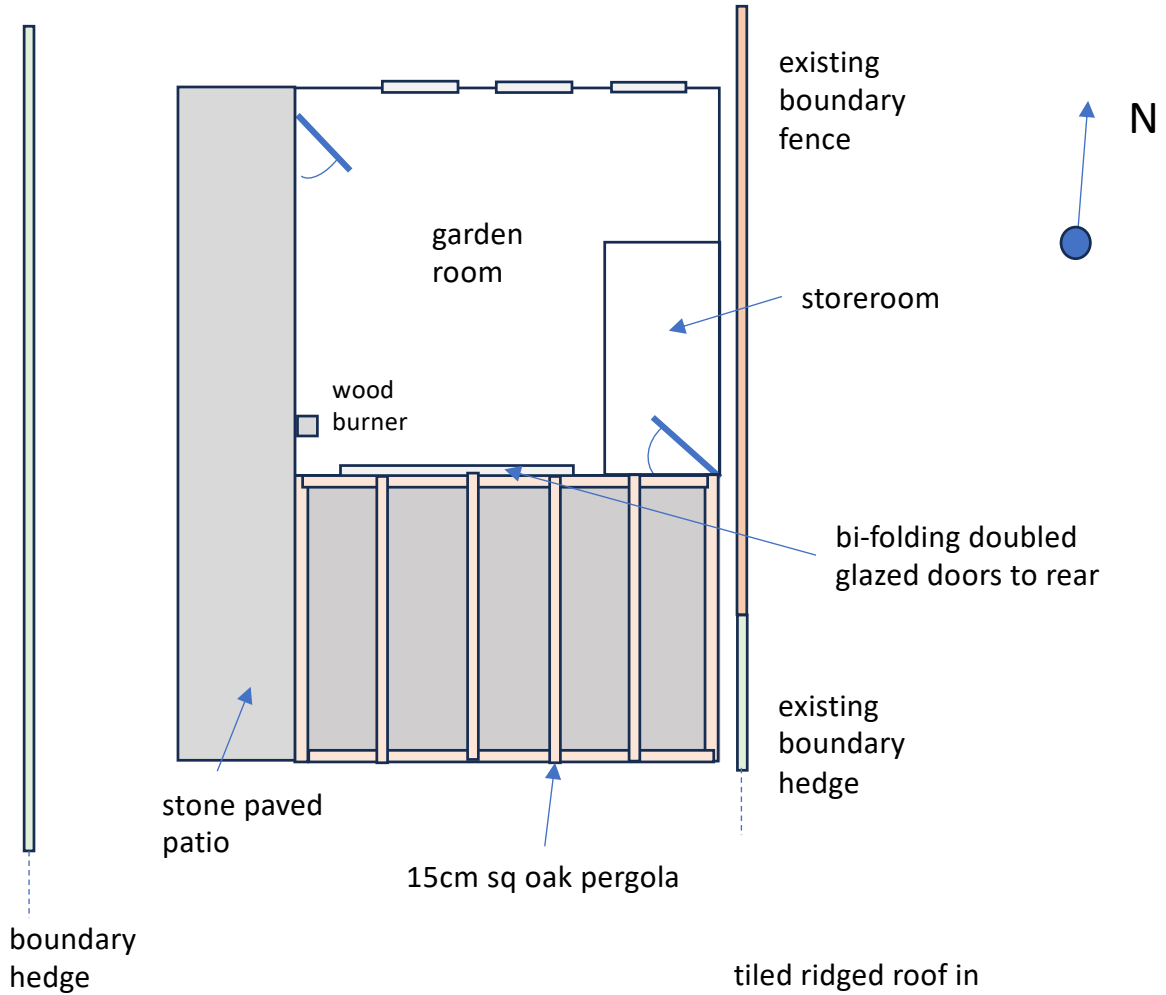 existing
boundary
fence
N
garden
room
storeroom
wood
burner
bi-folding doubled
glazed doors to rear
existing
boundary
hedge
stone paved
patio
15cm sq oak pergola
boundary
hedge
tiled ridged roof in